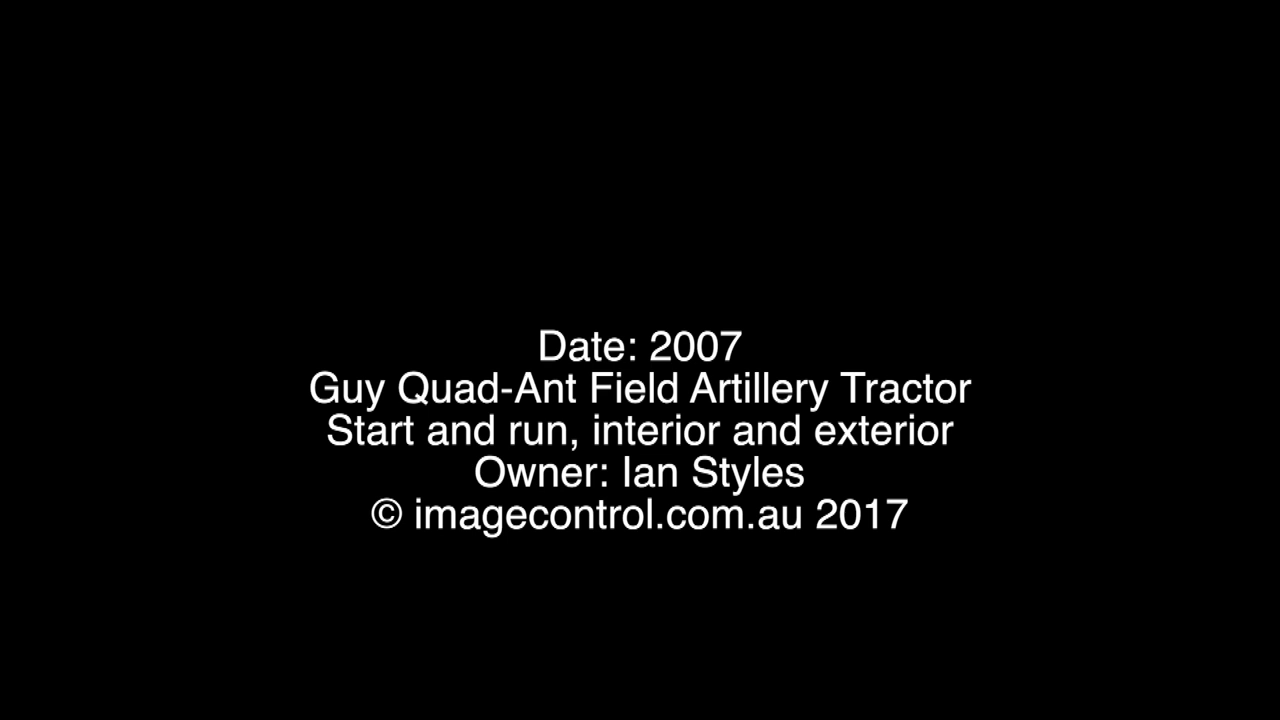 Date: 2007
Guy Quad-Ant Field Artillery Tractor
Start and run, interior and exterior
Owner: Ian Styles
© imagecontrol.com.au 2017